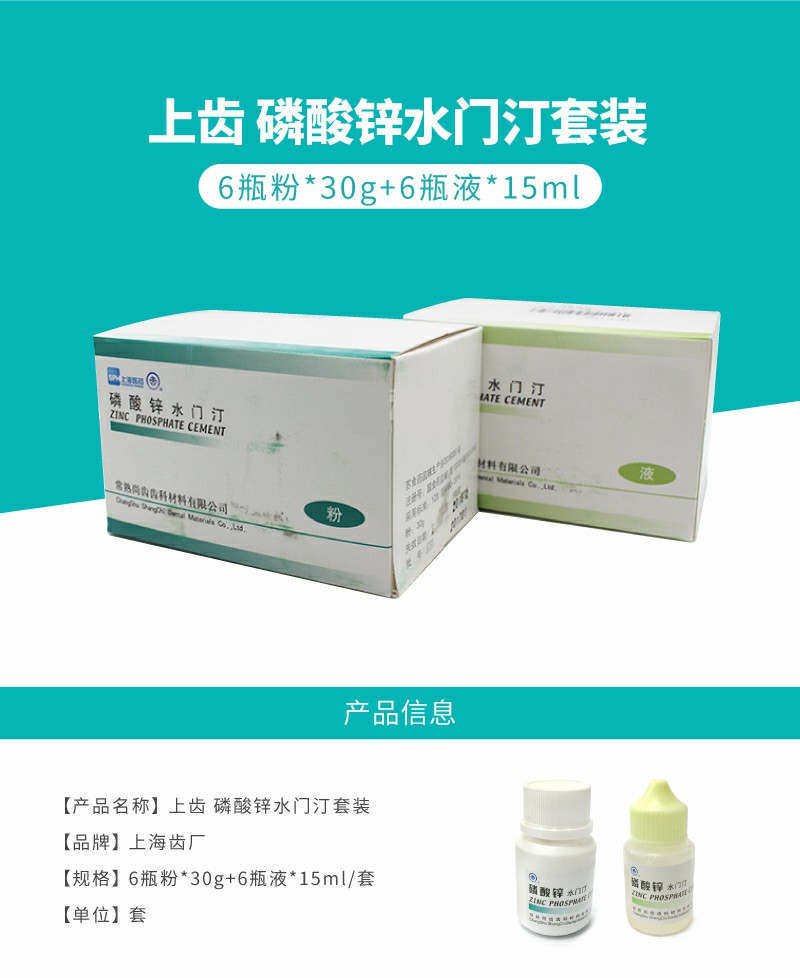 上齿 磷酸锌水门汀套装
6瓶粉*30g+6瓶液*15ml
上海医药
磷酸锌水门汀
ZINC PHOSPHATE CEMENT
常熟尚齿齿科材料有限公司
ChangShu ShangChi Dental Materials Co.,Ltd.
粉
水门汀
HATE CEMENT
材料有限公司
Dental Materials Co.,Ltd.
液
粉：30g
产品信息
【产品名称】上齿 磷酸锌水门汀套装
【品牌】上海齿厂
【规格】6瓶粉*30g+6瓶液*15ml/套
【单位】套
磷酸锌 水门汀
ZINC PHOSPHATE CE
磷酸锌 水门汀
ZINC PHOSPHATE